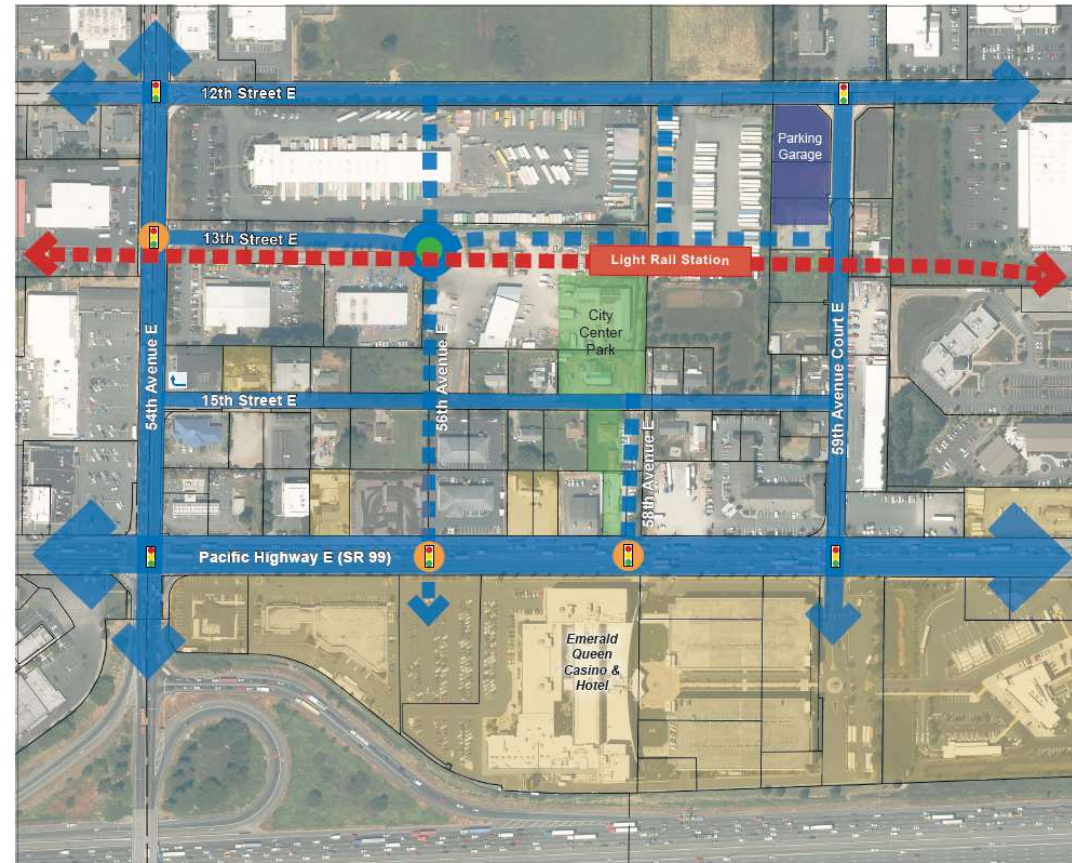 12th Street E
Parking
Garage
13th Street E
Light Rail Station
City
Center
Park
54th Avenue E
56th Avenue E
59th Avenue Court E
15th Street E
58th Avenue E
Pacific Highway E (SR 99)
Emerald
Queen
Casino &
Hotel